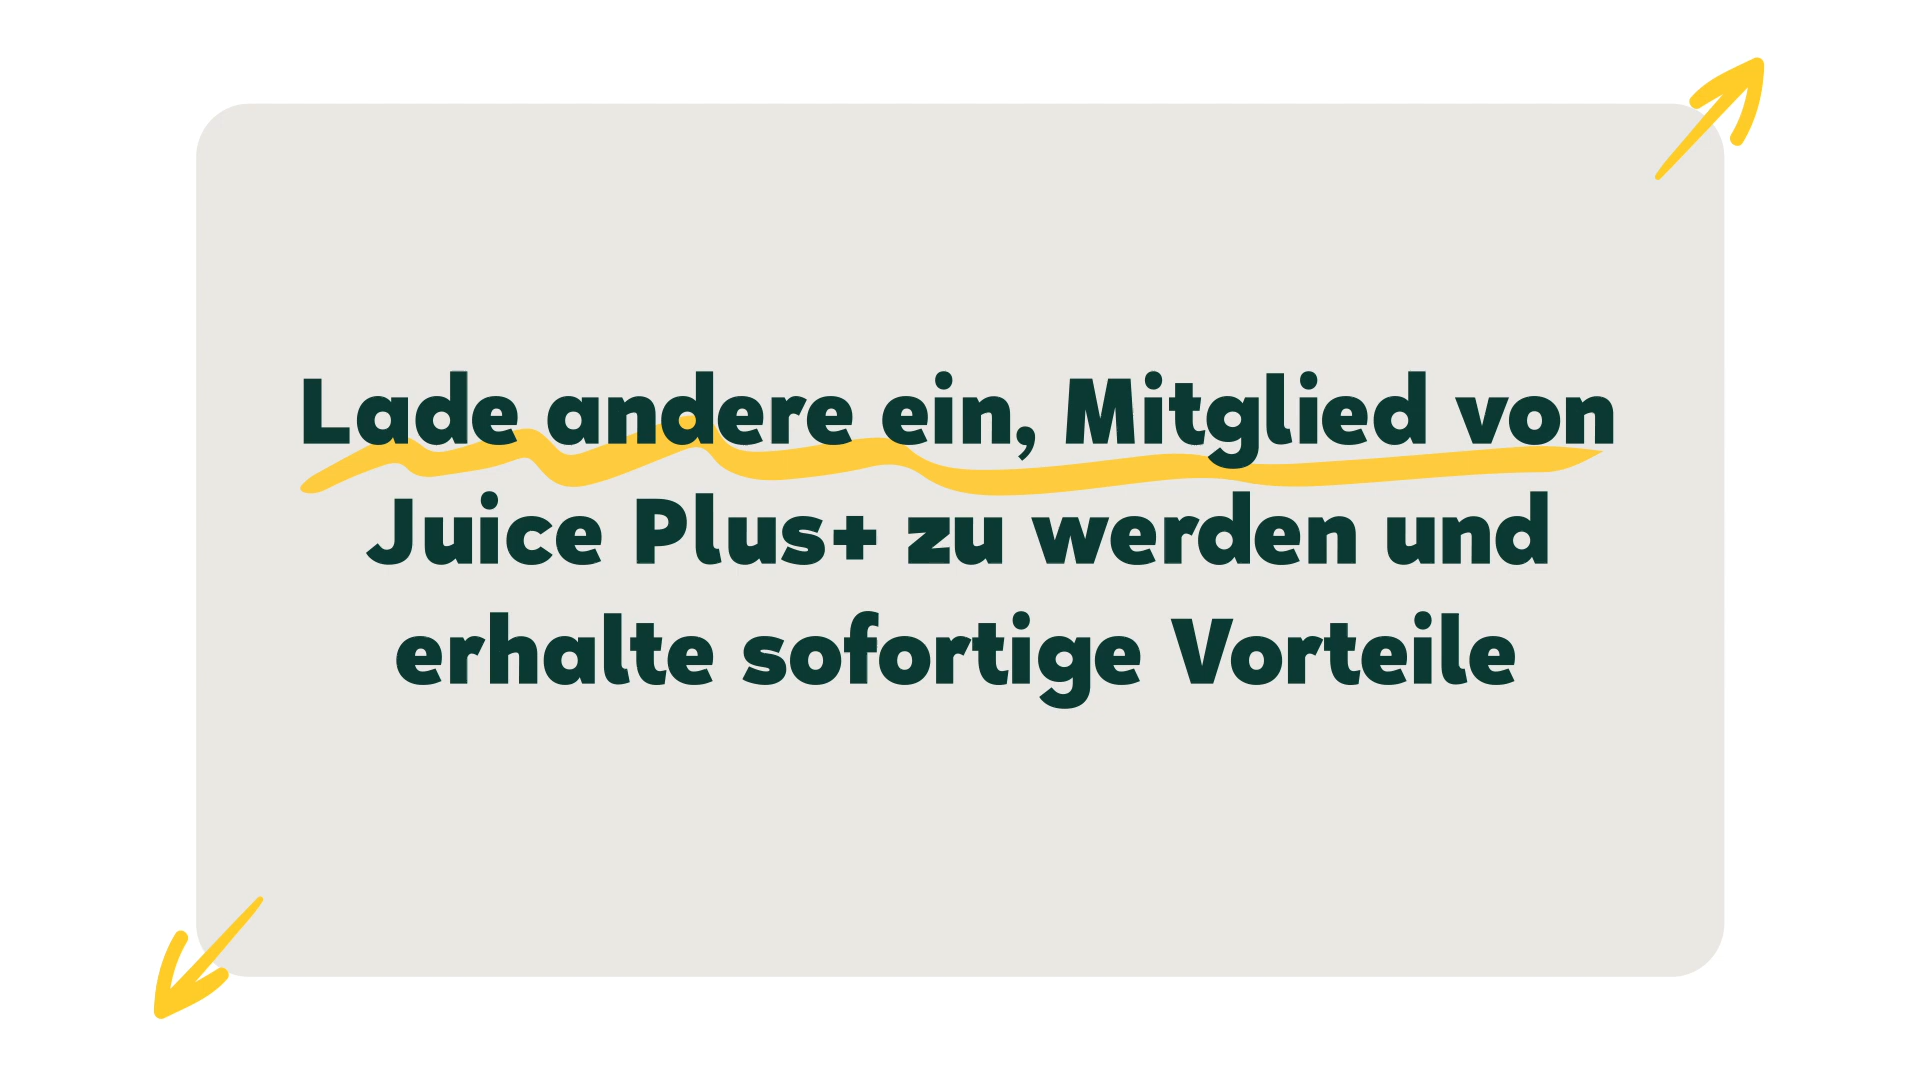 Lade andere ein, Mitglied von
Juice Plus+ zu werden und
erhalte sofortige Vorteile